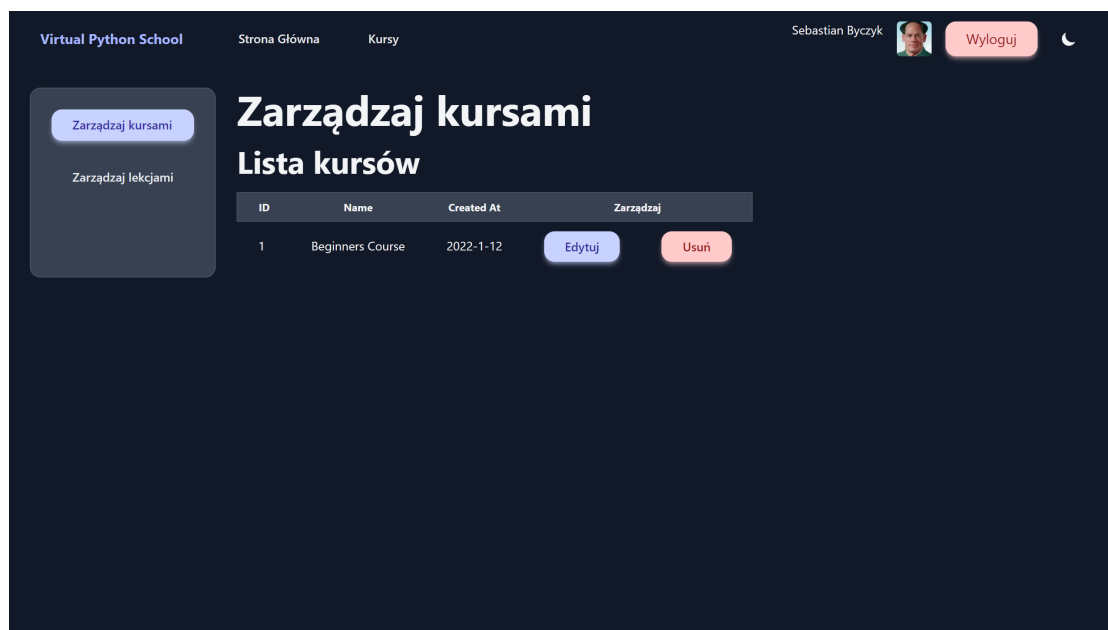 Virtual Python School Strona Główna Kursy Sebastian Byczyk Wyloguj
Zarządzaj kursami
Zarządzaj lekcjami
Zarządzaj kursami
Lista kursów
ID Name Created At Zarządzaj
1 Beginners Course 2022-1-12 Edytuj Usuń